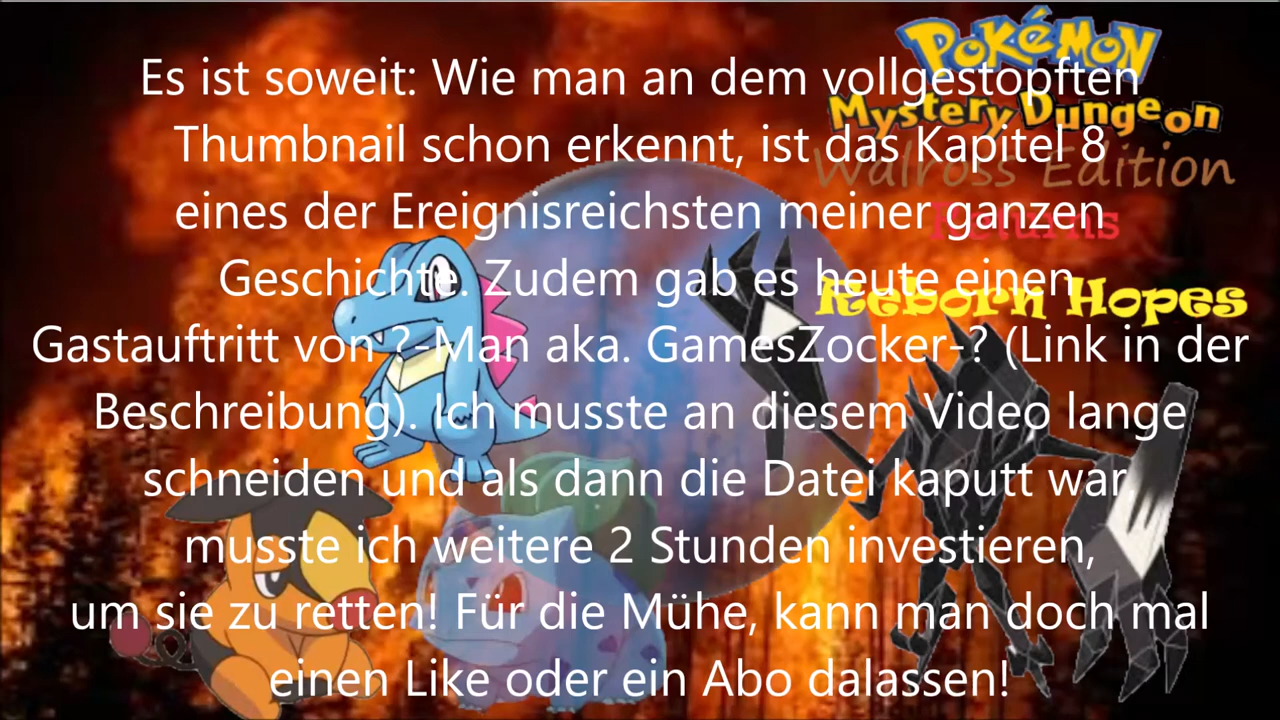 POKéMON
Es ist soweit: Wie man an dem vollgestopften
Mystery Dungeon
Thumbnail schon erkennt, ist das Kapitel 8
Walross Edition
eines der Ereignisreichsten meiner ganzen
Returns
Geschichte. Zudem gab es heute einen
Reborn Hopes
Gastauftritt von ?-Man aka. GamesZocker-? (Link in der
Beschreibung). Ich musste an diesem Video lange
schneiden und als dann die Datei kaputt war,
musste ich weitere 2 Stunden investieren,
um sie zu retten! Für die Mühe, kann man doch mal
einen Like oder ein Abo dalassen!